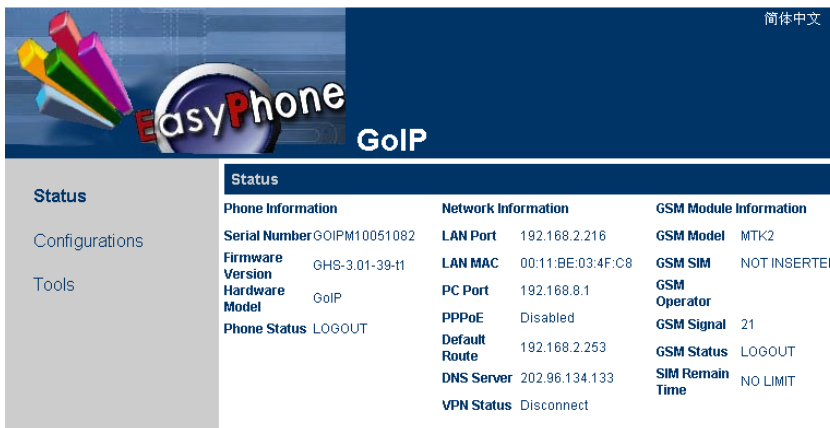 简体中文
EasyPhone
GoIP
Status
Configurations
Tools
Status
Phone Information
Serial Number GOIPM10051082
Firmware Version GHS-3.01-39-t1
Hardware Model GoIP
Phone Status LOGOUT
Network Information
LAN Port 192.168.2.216
LAN MAC 00:11:BE:03:4F:C8
PC Port 192.168.8.1
PPPoE Disabled
Default Route 192.168.2.253
DNS Server 202.96.134.133
VPN Status Disconnect
GSM Module Information
GSM Model MTK2
GSM SIM NOT INSERTE
GSM Operator
GSM Signal 21
GSM Status LOGOUT
SIM Remain Time NO LIMIT